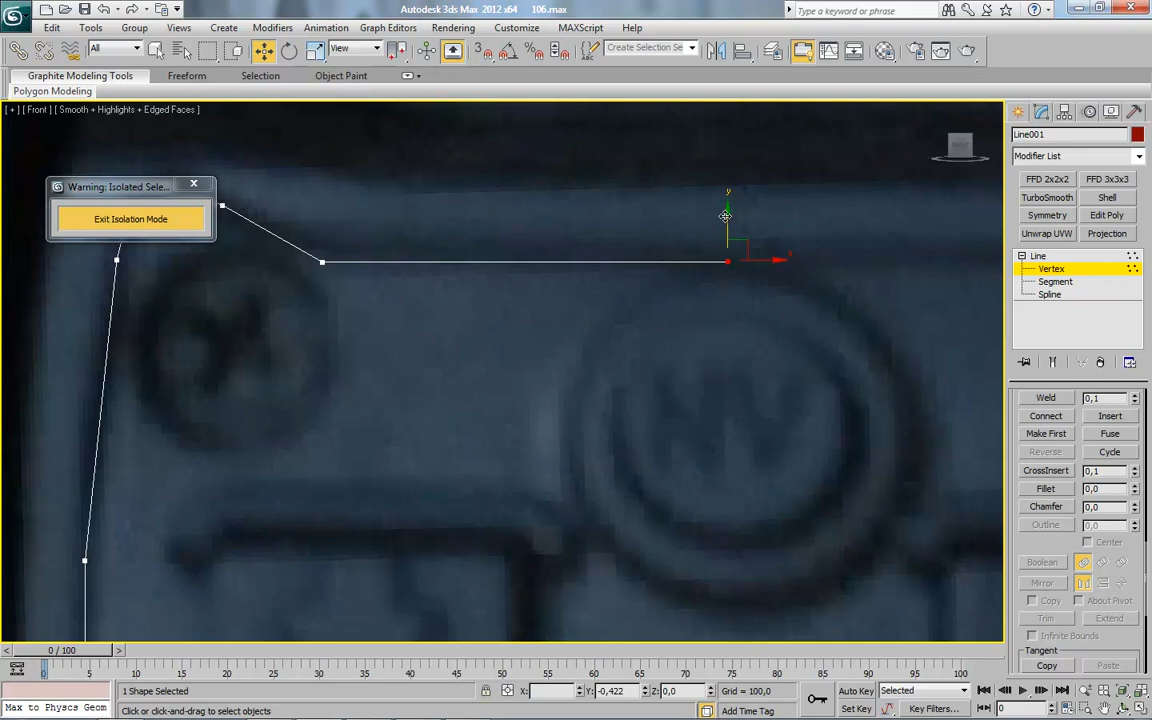 Autodesk 3ds Max 2012 x64    106.max
Type a keyword or phrase
Edit Tools Group Views Create Modifiers Animation Graph Editors Rendering Customize MAXScript Help
All View Create Selection Se
Graphite Modeling Tools Freeform Selection Object Paint
Polygon Modeling
[ + ] [ Front ] [ Smooth + Highlights + Edged Faces ]
Warning: Isolated Sele...
Exit Isolation Mode
y
x
Line001
Modifier List
FFD 2x2x2 FFD 3x3x3
TurboSmooth Shell
Symmetry Edit Poly
Unwrap UVW Projection
Line
Vertex
Segment
Spline
Weld 0,1
Connect Insert
Make First Fuse
Reverse Cycle
CrossInsert 0,1
Fillet 0,0
Chamfer 0,0
Outline 0,0
Center
Boolean
Mirror
Copy About Pivot
Trim Extend
Infinite Bounds
Tangent
Copy Paste
0 / 100
0 5 10 15 20 25 30 35 40 45 50 55 60 65 70 75 80 85 90 95 100
1 Shape Selected X: Y: -0,422 Z: 0,0 Grid = 100,0 Auto Key Selected
Max to Physcs Geom Click or click-and-drag to select objects Add Time Tag Set Key Key Filters... 0